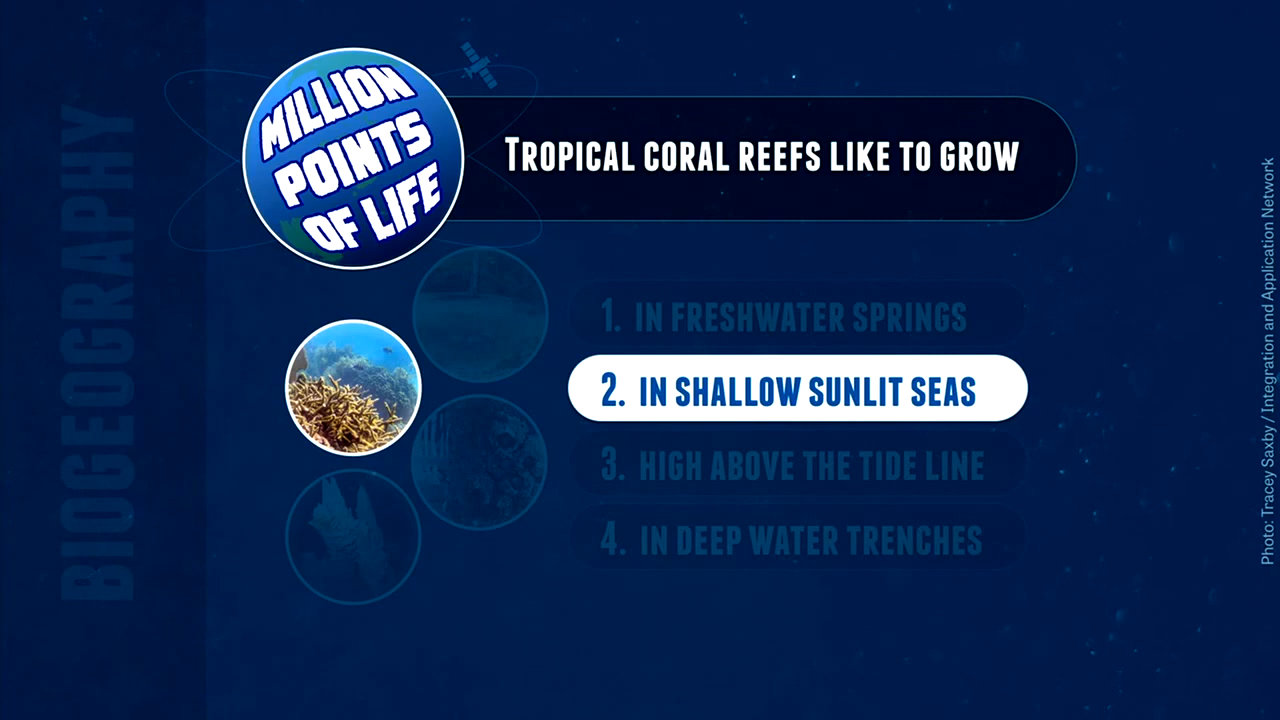 MILLION
POINTS
OF LIFE
TROPICAL CORAL REEFS LIKE TO GROW
BIOGEOGRAPHY
1. IN FRESHWATER SPRINGS
2. IN SHALLOW SUNLIT SEAS
3. HIGH ABOVE THE TIDE LINE
4. IN DEEP WATER TRENCHES
Photo: Tracey Saxby / Integration and Application Network